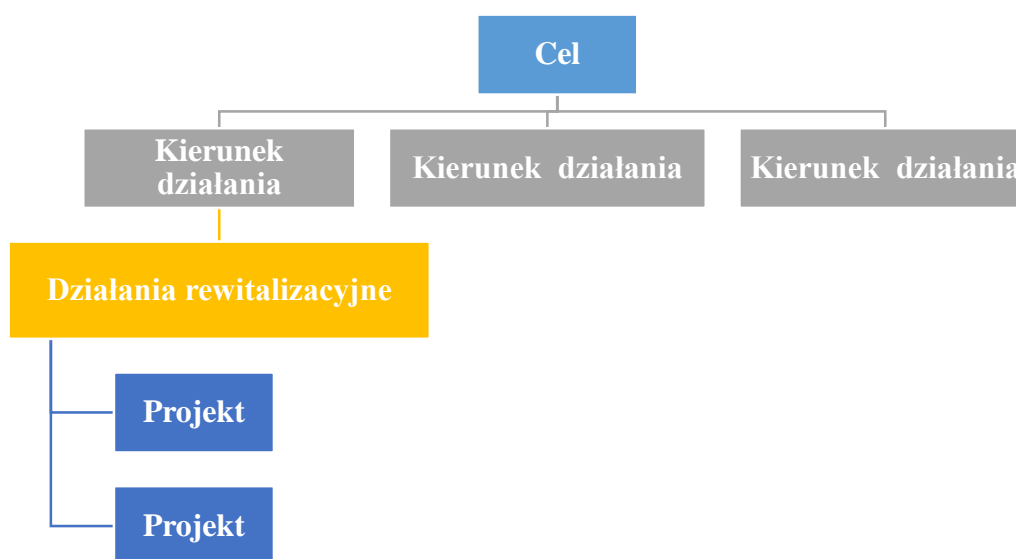 Cel
Kierunek
działania
Kierunek działania
Kierunek działania
Działania rewitalizacyjne
Projekt
Projekt